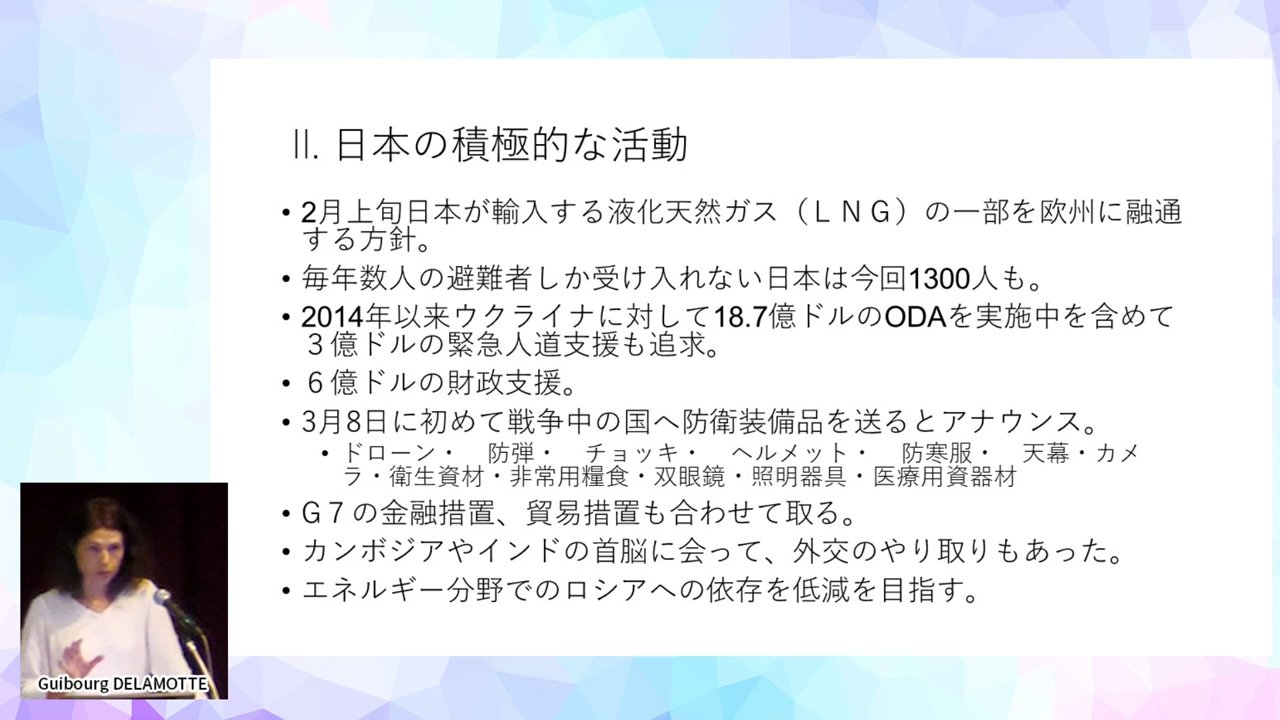 II. 日本の積極的な活動
• 2月上旬日本が輸入する液化天然ガス（ＬＮＧ）の一部を欧州に融通
する方針。
• 毎年数人の避難者しか受け入れない日本は今回1300人も。
• 2014年以来ウクライナに対して18.7億ドルのODAを実施中を含めて
３億ドルの緊急人道支援も追求。
• ６億ドルの財政支援。
• 3月8日に初めて戦争中の国へ防衛装備品を送るとアナウンス。
• ドローン・　防弾・　チョッキ・　ヘルメット・　防寒服・　天幕・カメ
ラ・衛生資材・非常用糧食・双眼鏡・照明器具・医療用資器材
• G７の金融措置、貿易措置も合わせて取る。
• カンボジアやインドの首脳に会って、外交のやり取りもあった。
• エネルギー分野でのロシアへの依存を低減を目指す。
Guibourg DELAMOTTE